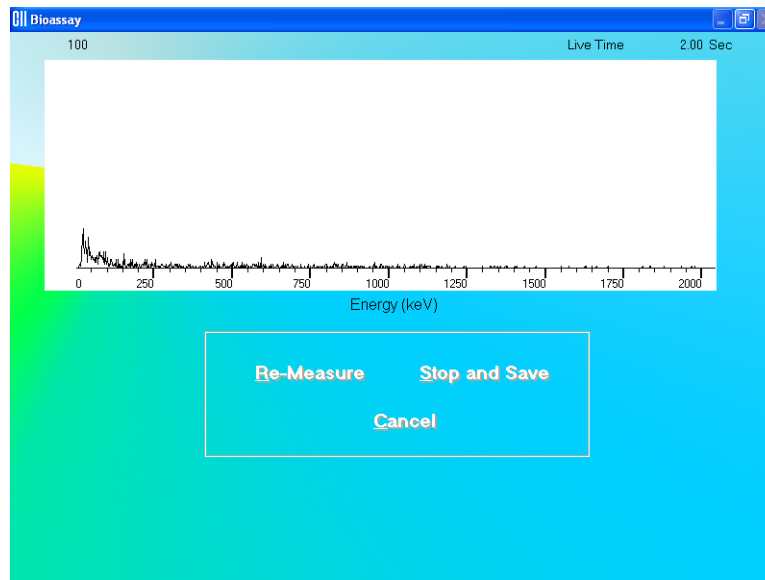 Bioassay
100 Live Time 2.00 Sec
0 250 500 750 1000 1250 1500 1750 2000
Energy (keV)
Re-Measure Stop and Save
Cancel